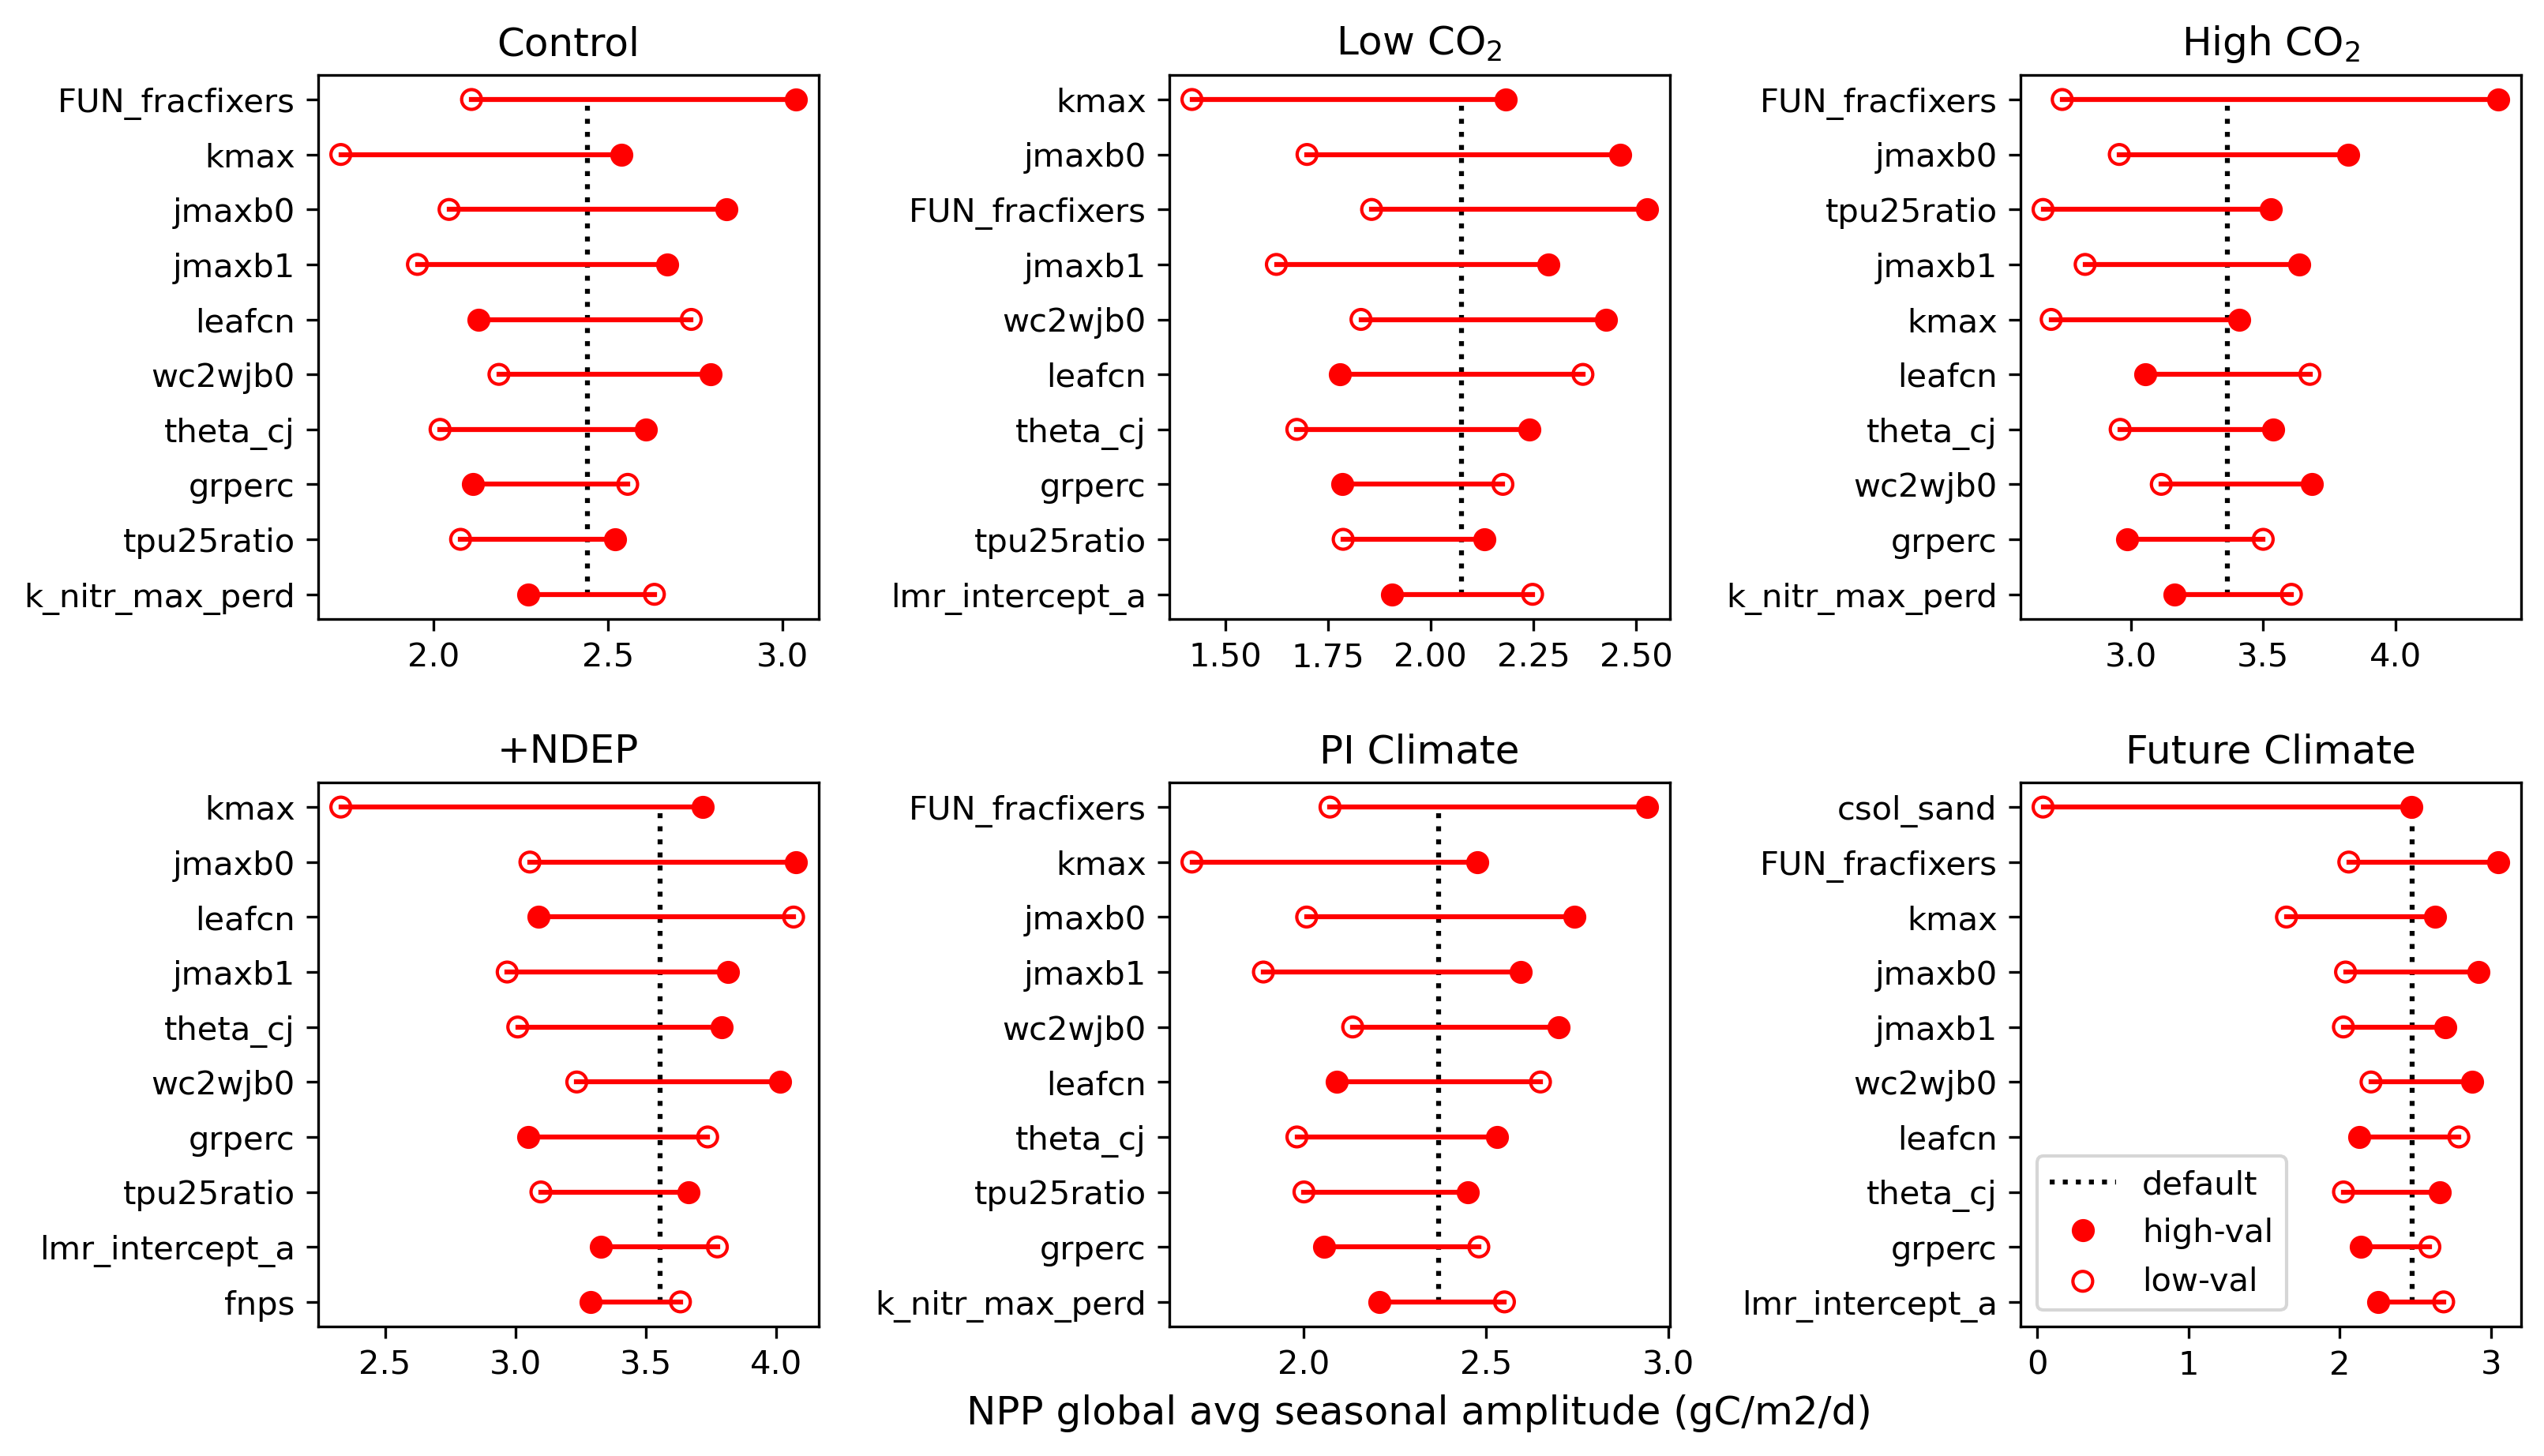 Control
FUN_fracfixers
kmax
jmaxb0
jmaxb1
leafcn
wc2wjb0
theta_cj
grperc
tpu25ratio
k_nitr_max_perd
2.0 2.5 3.0
Low CO₂
kmax
jmaxb0
FUN_fracfixers
jmaxb1
wc2wjb0
leafcn
theta_cj
grperc
tpu25ratio
lmr_intercept_a
1.50 1.75 2.00 2.25 2.50
High CO₂
FUN_fracfixers
jmaxb0
tpu25ratio
jmaxb1
kmax
leafcn
theta_cj
wc2wjb0
grperc
k_nitr_max_perd
3.0 3.5 4.0
+NDEP
kmax
jmaxb0
leafcn
jmaxb1
theta_cj
wc2wjb0
grperc
tpu25ratio
lmr_intercept_a
fnps
2.5 3.0 3.5 4.0
PI Climate
FUN_fracfixers
kmax
jmaxb0
jmaxb1
wc2wjb0
leafcn
theta_cj
tpu25ratio
grperc
k_nitr_max_perd
2.0 2.5 3.0
Future Climate
csol_sand
FUN_fracfixers
kmax
jmaxb0
jmaxb1
wc2wjb0
leafcn
theta_cj
grperc
lmr_intercept_a
default
high-val
low-val
0 1 2 3
NPP global avg seasonal amplitude (gC/m2/d)